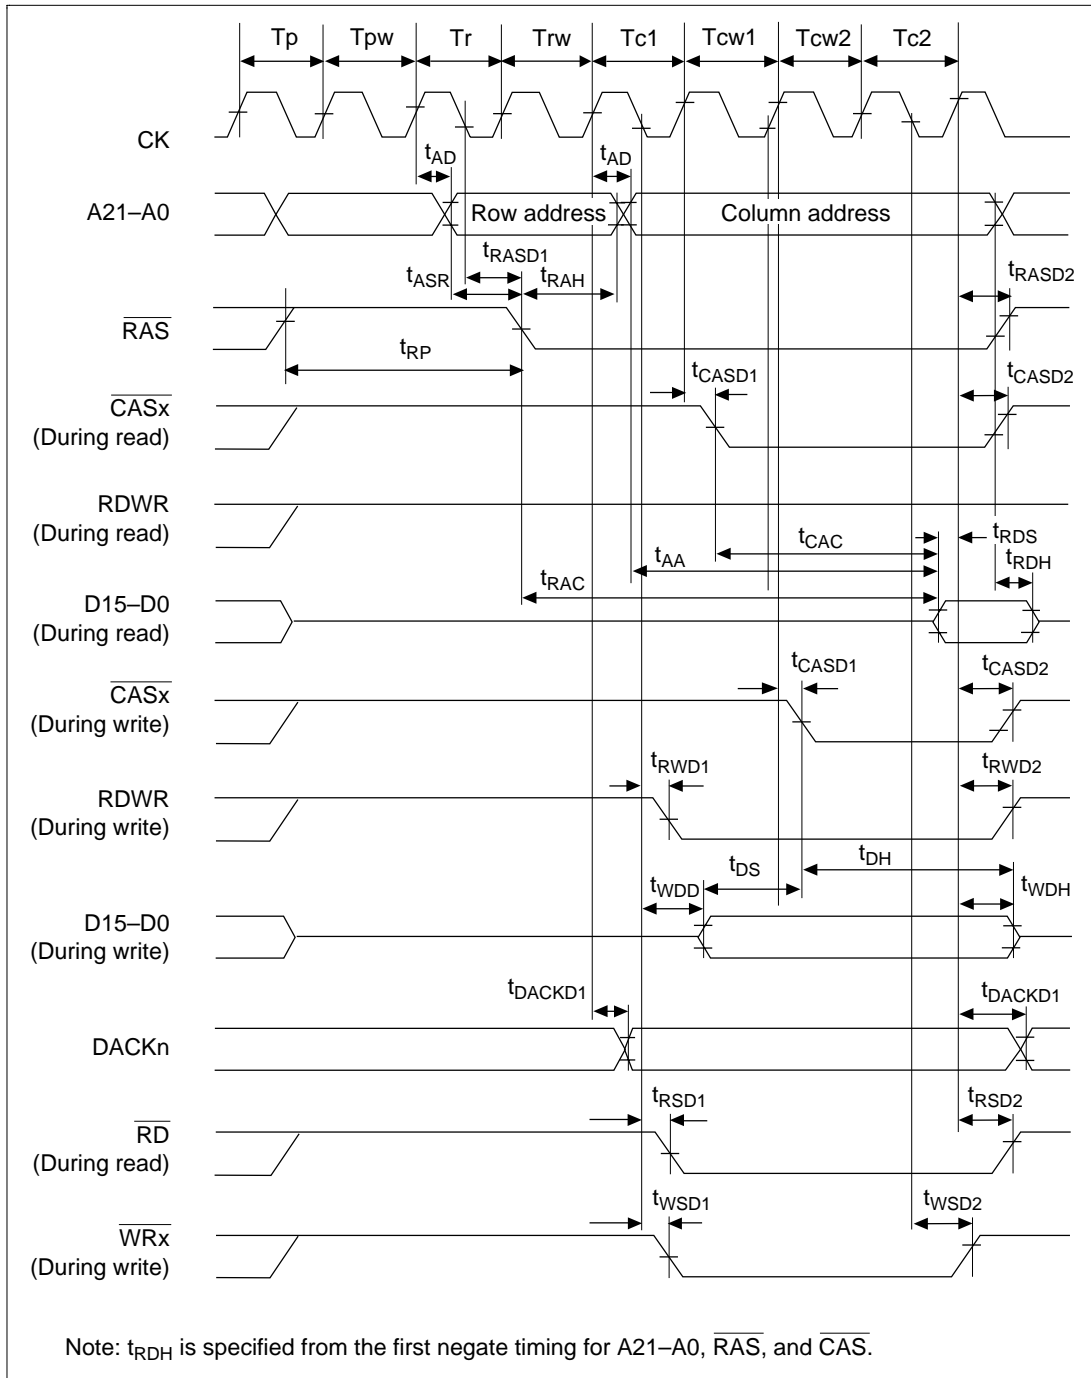 Tp Tpw Tr Trw Tc1 Tcw1 Tcw2 Tc2
CK
tAD tAD
A21–A0 Row address Column address
tRASD1
tASR tRAH tRASD2
RAS
tRP
tCASD1 tCASD2
CASx
(During read)
RDWR
(During read)
tRDS
tCAC
tAA tRDH
tRAC
D15–D0
(During read)
tCASD1 tCASD2
CASx
(During write)
tRWD1 tRWD2
RDWR
(During write)
tDS tDH
tWDD tWDH
D15–D0
(During write)
tDACKD1 tDACKD1
DACKn
tRSD1 tRSD2
RD
(During read)
tWSD1 tWSD2
WRx
(During write)
Note: tRDH is specified from the first negate timing for A21–A0, RAS, and CAS.